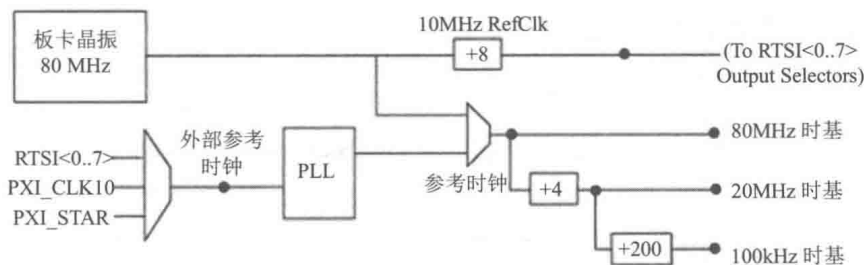 板卡晶振
80 MHz
10MHz RefClk
+8
(To RTSI<0..7>
Output Selectors)
外部参考
时钟
RTSI<0..7>
PXI_CLK10
PXI_STAR
PLL
参考时钟
80MHz 时基
+4
20MHz 时基
+200
100kHz 时基